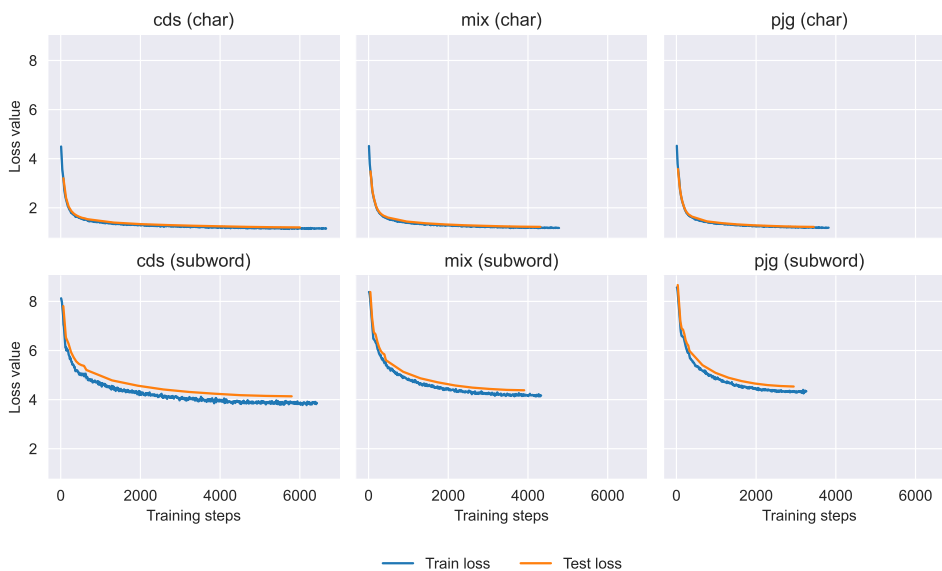 cds (char) mix (char) pjg (char)
8
6
4
2
Loss value
cds (subword) mix (subword) pjg (subword)
8
6
4
2
Loss value
0 2000 4000 6000 0 2000 4000 6000 0 2000 4000 6000
Training steps Training steps Training steps
Train loss Test loss